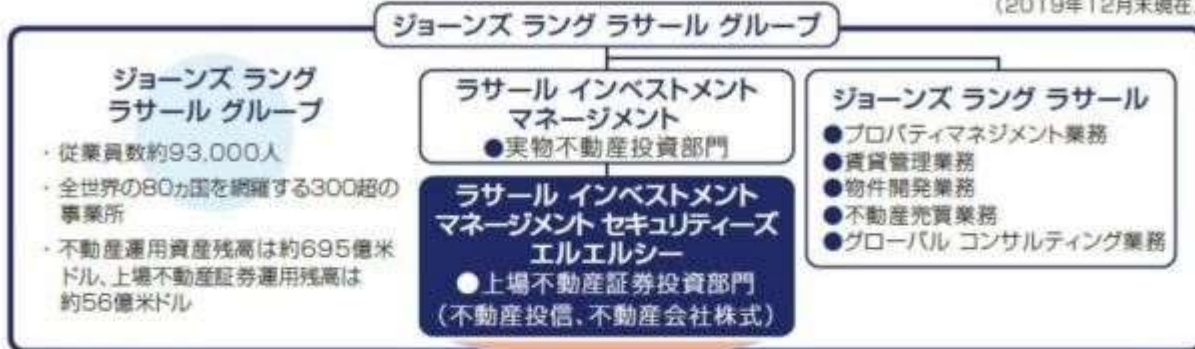 (2019年12月末現在)
ジョーンズ ラング ラサール グループ
ジョーンズ ラング
ラサール グループ
・従業員数約93,000人
・全世界の80ヵ国を網羅する300超の
事業所
・不動産運用資産残高は約695億米
ドル、上場不動産証券運用残高は
約56億米ドル
ラサール インベストメント
マネージメント
●実物不動産投資部門
ラサール インベストメント
マネージメント セキュリティーズ
エルエルシー
●上場不動産証券投資部門
(不動産投信、不動産会社株式)
ジョーンズ ラング ラサール
●プロパティマネジメント業務
●賃貸管理業務
●物件開発業務
●不動産売買業務
●グローバル コンサルティング業務